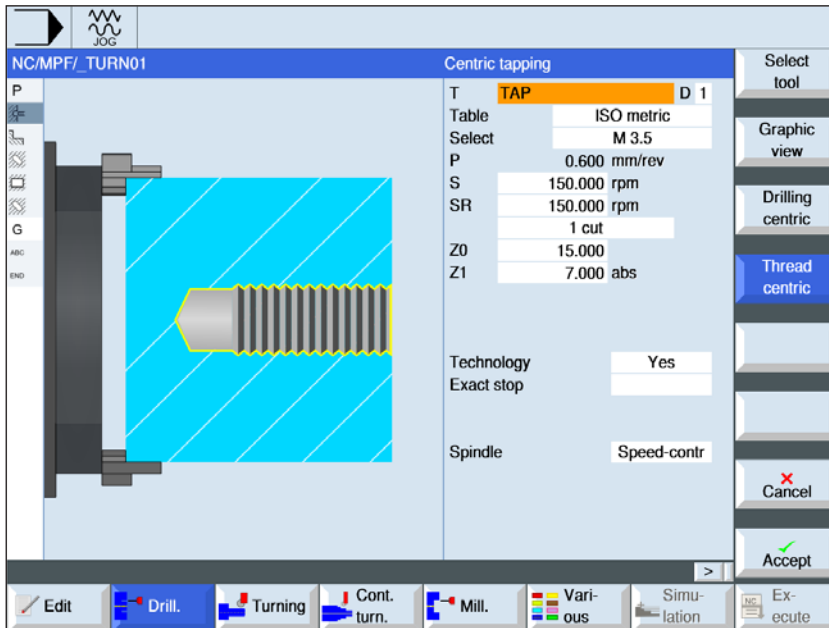 JOG
NC/MPF/_TURN01
Centric tapping
P
G
ABC
END
T TAP D 1
Table ISO metric
Select M 3.5
P 0.600 mm/rev
S 150.000 rpm
SR 150.000 rpm
1 cut
Z0 15.000
Z1 7.000 abs
Technology Yes
Exact stop
Spindle Speed-contr
Select
tool
Graphic
view
Drilling
centric
Thread
centric
Cancel
Accept
>
Edit
Drill.
Turning
Cont.
turn.
Mill.
Vari-
ous
Simu-
lation
NC
Ex-
ecute